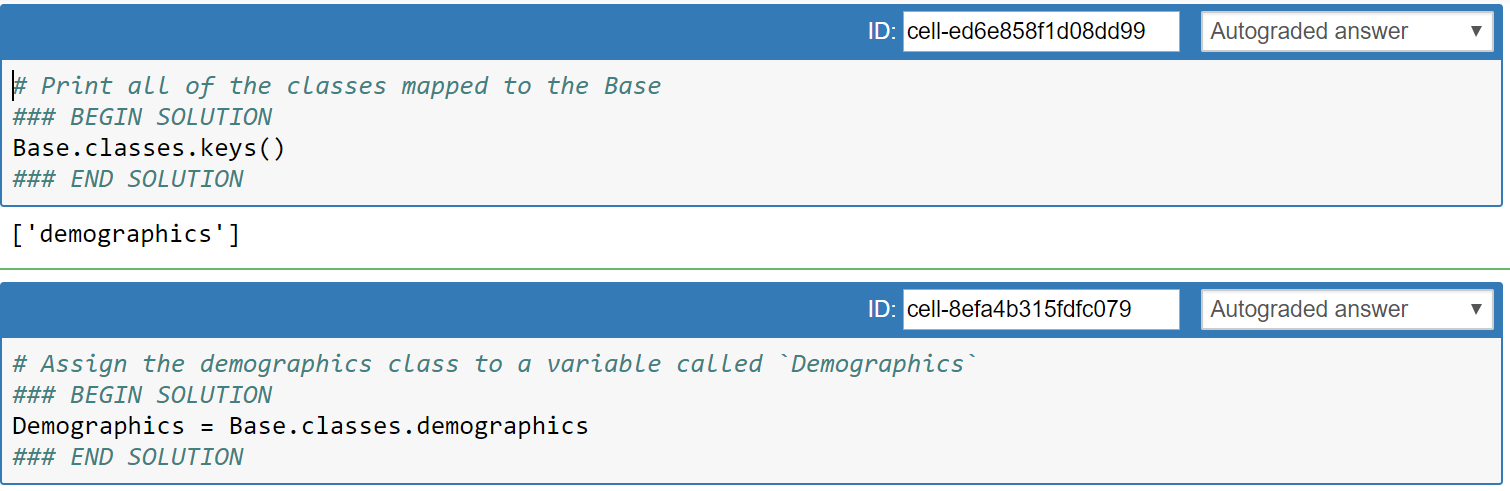 ID: cell-ed6e858f1d08dd99 Autograded answer
# Print all of the classes mapped to the Base
### BEGIN SOLUTION
Base.classes.keys()
### END SOLUTION
['demographics']
ID: cell-8efa4b315fdfc079 Autograded answer
# Assign the demographics class to a variable called `Demographics`
### BEGIN SOLUTION
Demographics = Base.classes.demographics
### END SOLUTION